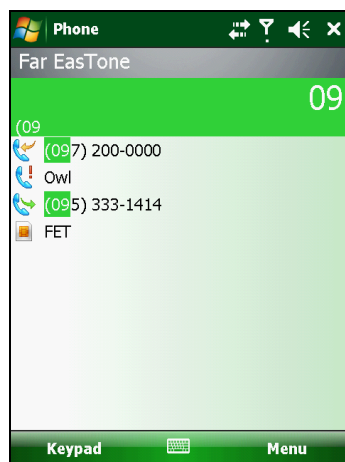 Phone
Far EasTone
09
(09
(097) 200-0000
Owl
(095) 333-1414
FET
Keypad Menu